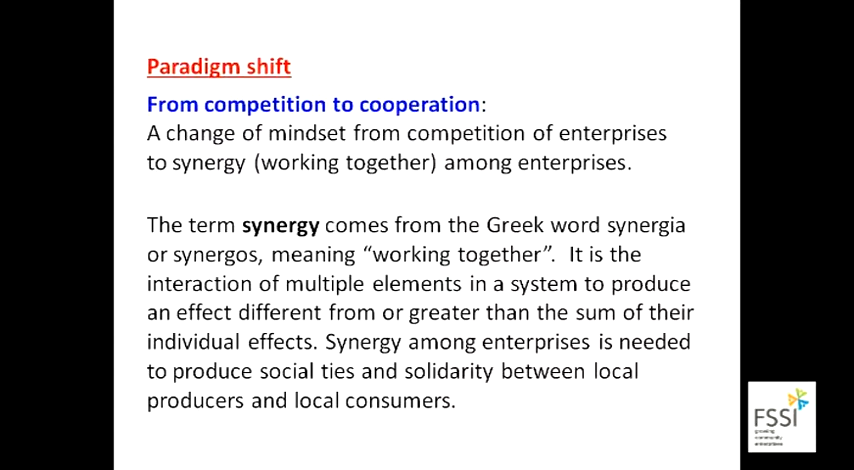 Paradigm shift
From competition to cooperation:
A change of mindset from competition of enterprises
to synergy (working together) among enterprises.
The term synergy comes from the Greek word synergia
or synergos, meaning “working together”.  It is the
interaction of multiple elements in a system to produce
an effect different from or greater than the sum of their
individual effects. Synergy among enterprises is needed
to produce social ties and solidarity between local
producers and local consumers.
FSSI
growing
community
enterprises